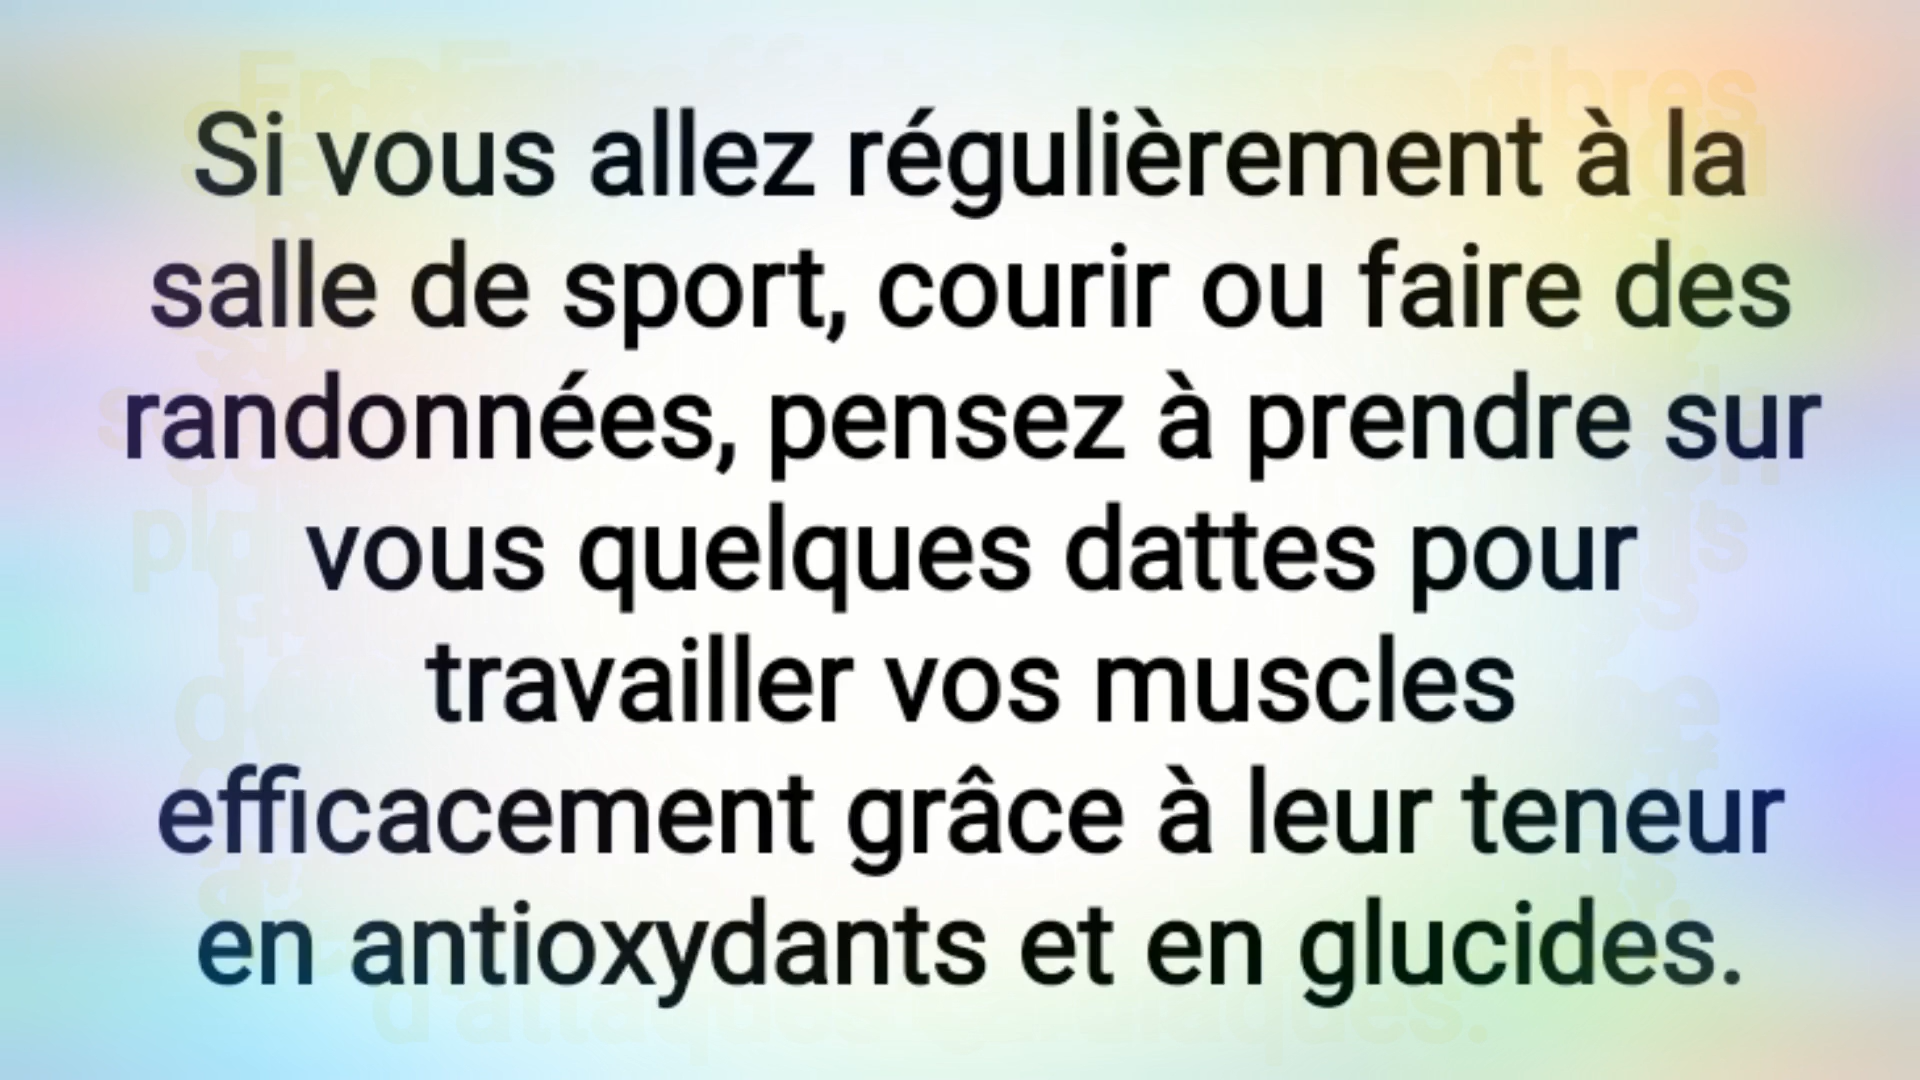 Si vous allez régulièrement à la
salle de sport, courir ou faire des
randonnées, pensez à prendre sur
vous quelques dattes pour
travailler vos muscles
efficacement grâce à leur teneur
en antioxydants et en glucides.